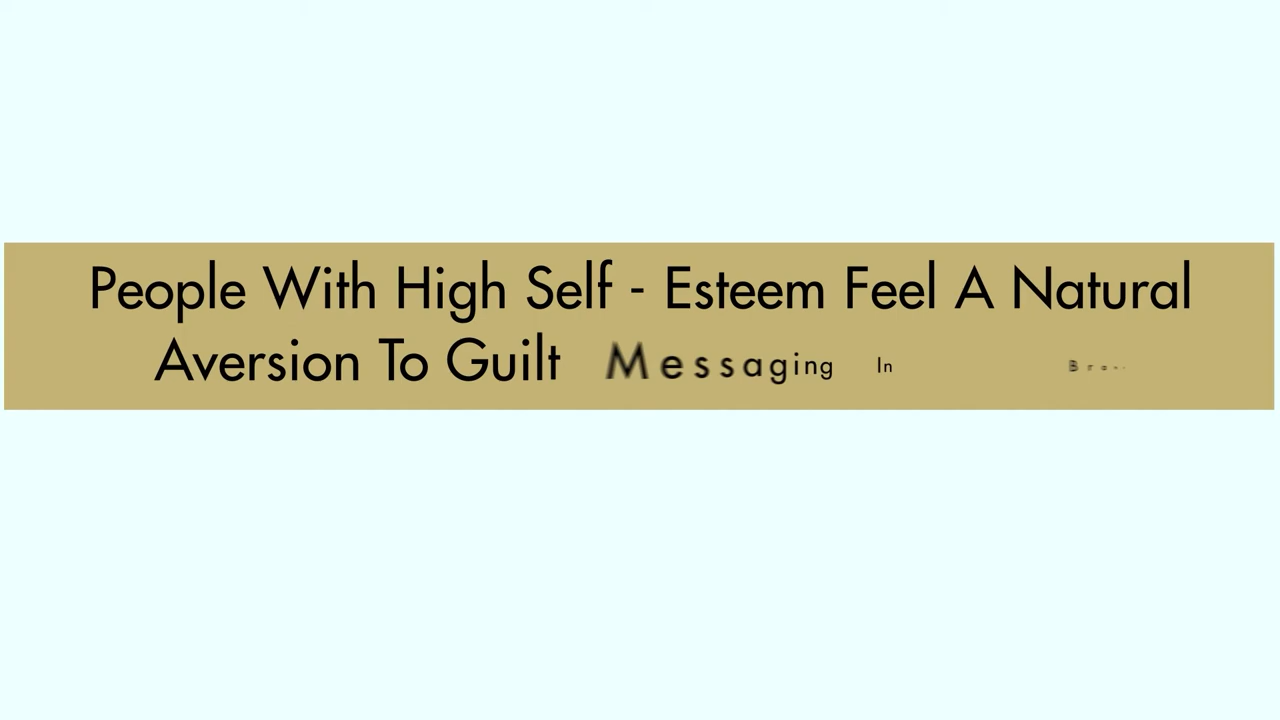 People With High Self - Esteem Feel A Natural
Aversion To Guilt Messaging In